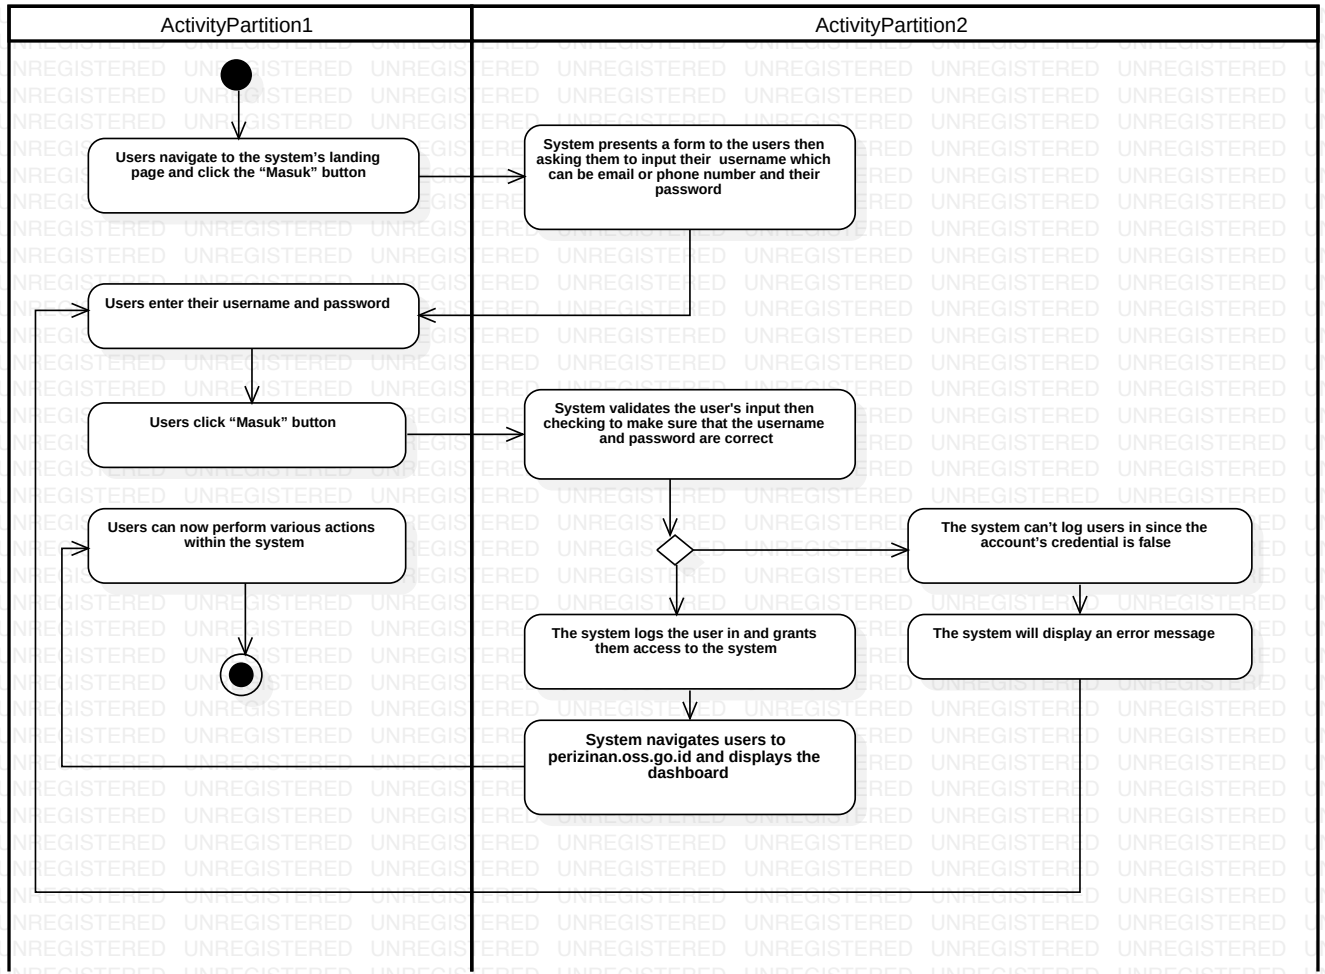 ActivityPartition1
ActivityPartition2
Users navigate to the system’s landing
page and click the “Masuk” button
System presents a form to the users then
asking them to input their  username which
can be email or phone number and their
password
Users enter their username and password
Users click “Masuk” button
System validates the user's input then
checking to make sure that the username
and password are correct
Users can now perform various actions
within the system
The system can’t log users in since the
account’s credential is false
The system logs the user in and grants
them access to the system
The system will display an error message
System navigates users to
perizinan.oss.go.id and displays the
dashboard
UNREGISTERED